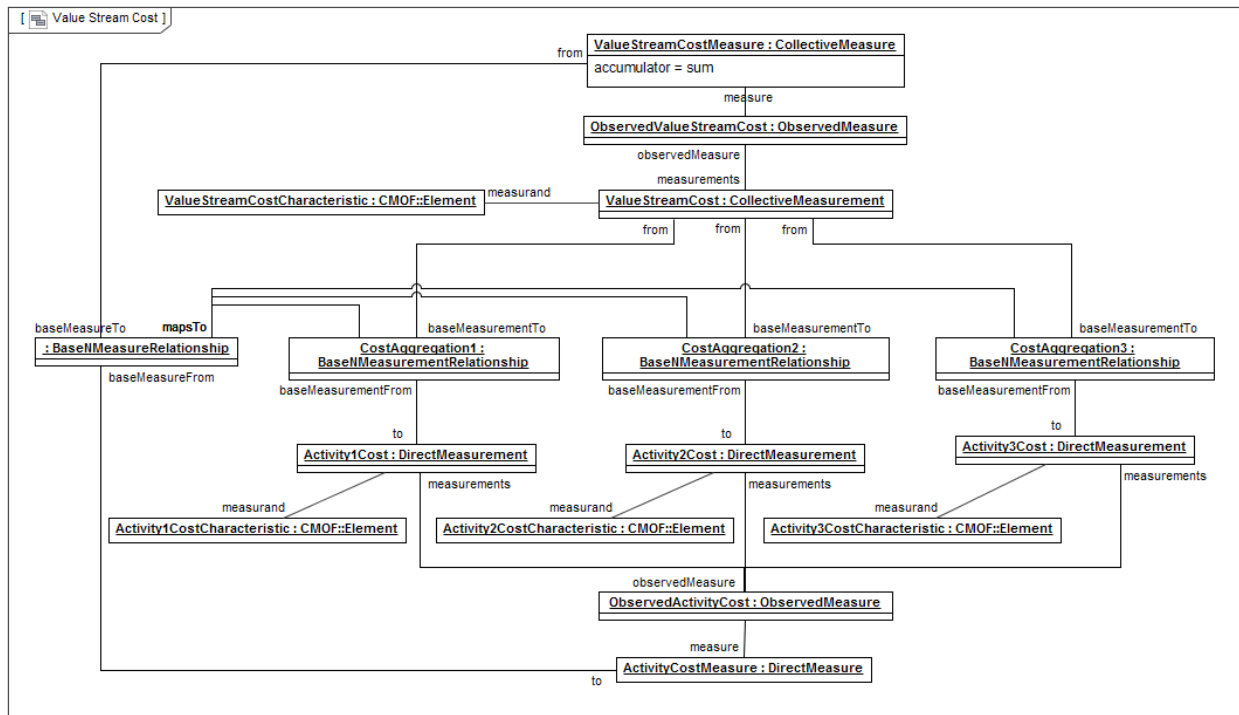 [ Value Stream Cost ]
from
ValueStreamCostMeasure : CollectiveMeasure
accumulator = sum
measure
ObservedValueStreamCost : ObservedMeasure
observedMeasure
measurements
measurand
ValueStreamCostCharacteristic : CMOF::Element
ValueStreamCost : CollectiveMeasurement
from
from
from
baseMeasureTo
mapsTo
baseMeasurementTo
baseMeasurementTo
baseMeasurementTo
: BaseNMeasureRelationship
CostAggregation1 :
BaseNMeasurementRelationship
CostAggregation2 :
BaseNMeasurementRelationship
CostAggregation3 :
BaseNMeasurementRelationship
baseMeasureFrom
baseMeasurementFrom
baseMeasurementFrom
baseMeasurementFrom
to
to
to
Activity1Cost : DirectMeasurement
Activity2Cost : DirectMeasurement
Activity3Cost : DirectMeasurement
measurements
measurements
measurements
measurand
measurand
measurand
Activity1CostCharacteristic : CMOF::Element
Activity2CostCharacteristic : CMOF::Element
Activity3CostCharacteristic : CMOF::Element
observedMeasure
ObservedActivityCost : ObservedMeasure
measure
ActivityCostMeasure : DirectMeasure
to